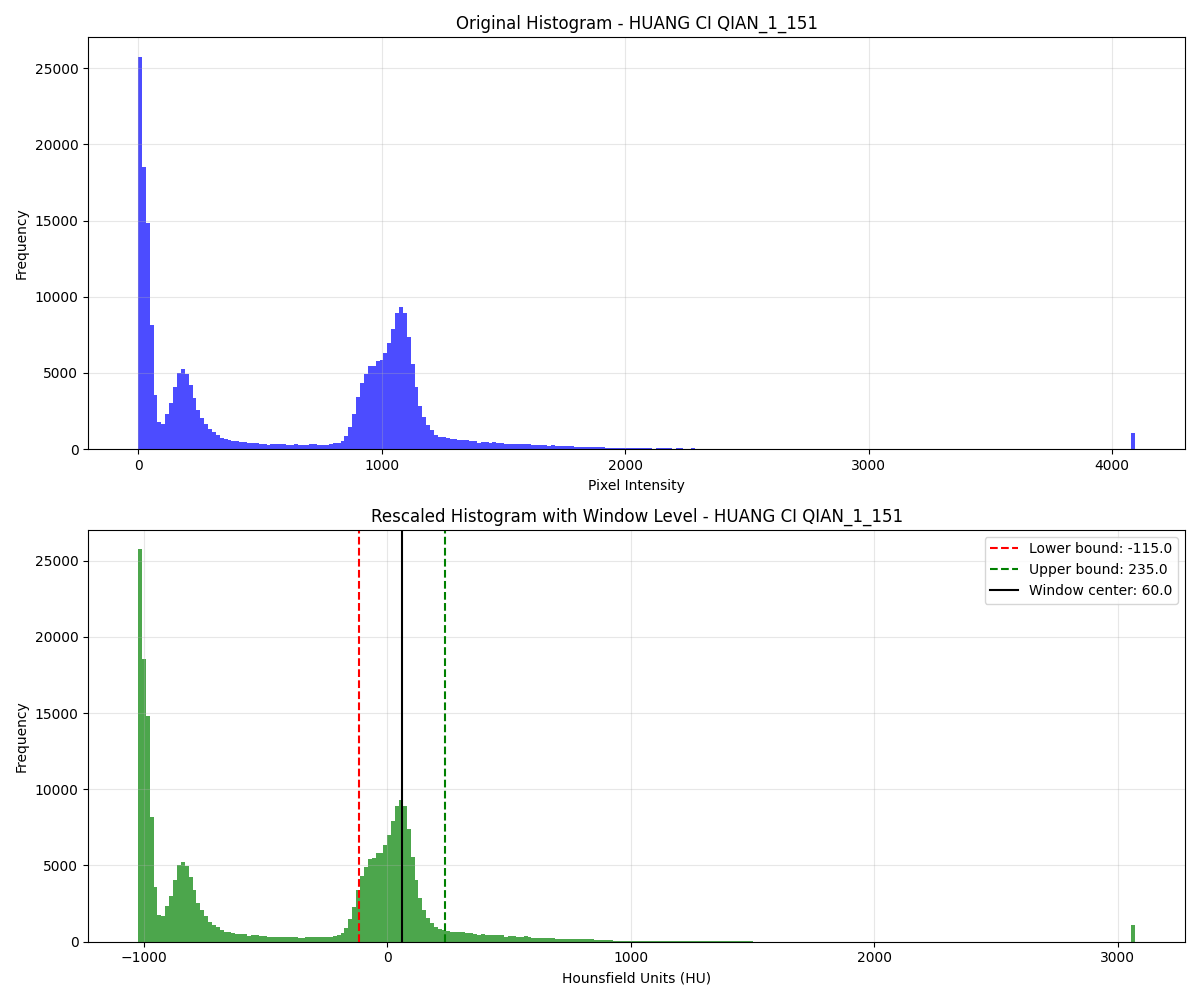 Original Histogram - HUANG CI QIAN_1_151
Frequency
25000
20000
15000
10000
5000
0
0
1000
2000
3000
4000
Pixel Intensity
Rescaled Histogram with Window Level - HUANG CI QIAN_1_151
Frequency
25000
20000
15000
10000
5000
0
Lower bound: -115.0
Upper bound: 235.0
Window center: 60.0
−1000
0
1000
2000
3000
Hounsfield Units (HU)